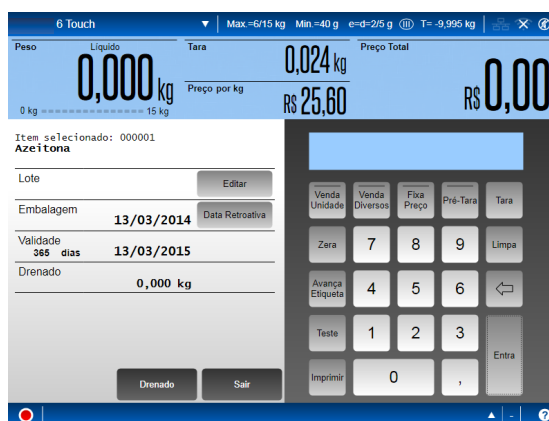 6 Touch ▼ Max.=6/15 kg Min.=40 g e=d=2/5 g III T= -9,995 kg
Peso Líquido Tara Preço Total
0,000 kg 0,024 kg
Preço por kg
R$ 25,60 R$ 0,00
0 kg 15 kg
Item selecionado: 000001
Azeitona
Lote Editar
Embalagem 13/03/2014 Data Retroativa
Validade
365 dias 13/03/2015
Drenado
0,000 kg
Drenado Sair
Venda Unidade Venda Diversos Fixa Preço Pré-Tara Tara
Zera 7 8 9 Limpa
Avança Etiqueta 4 5 6
Teste 1 2 3
Entra
Imprimir 0 ,
- ?